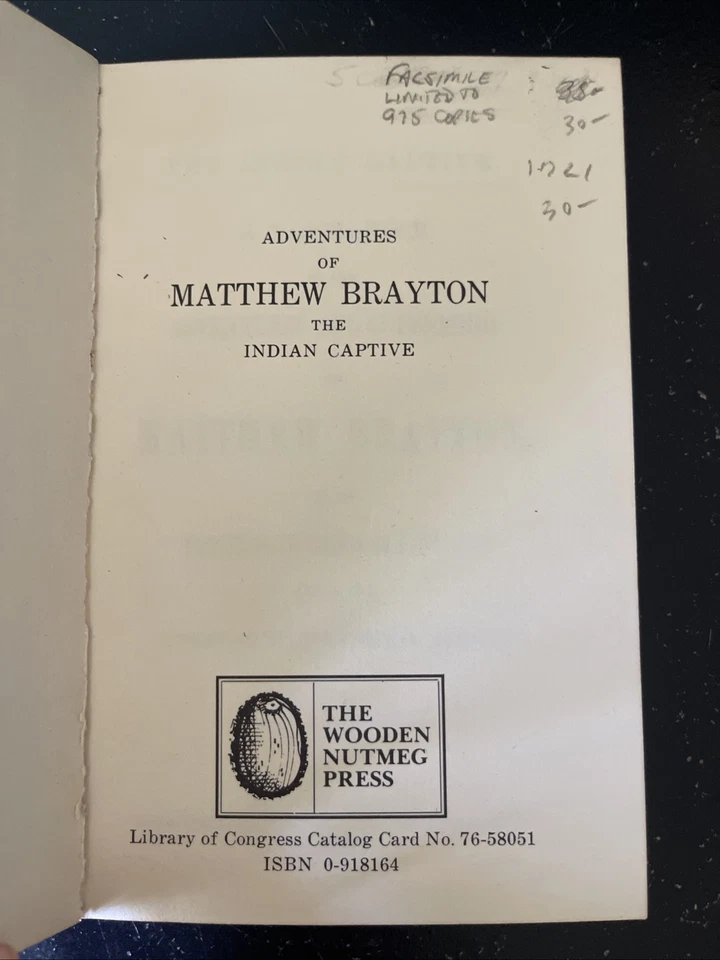 FACSIMILE
LIMITED TO
975 COPIES
30-
30-
ADVENTURES
OF
MATTHEW BRAYTON
THE
INDIAN CAPTIVE
THE
WOODEN
NUTMEG
PRESS
Library of Congress Catalog Card No. 76-58051
ISBN 0-918164